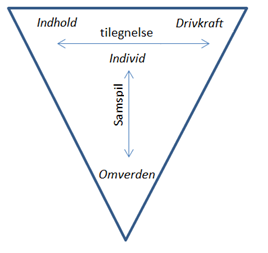 Indhold Drivkraft
tilegnelse
Individ
Samspil
Omverden